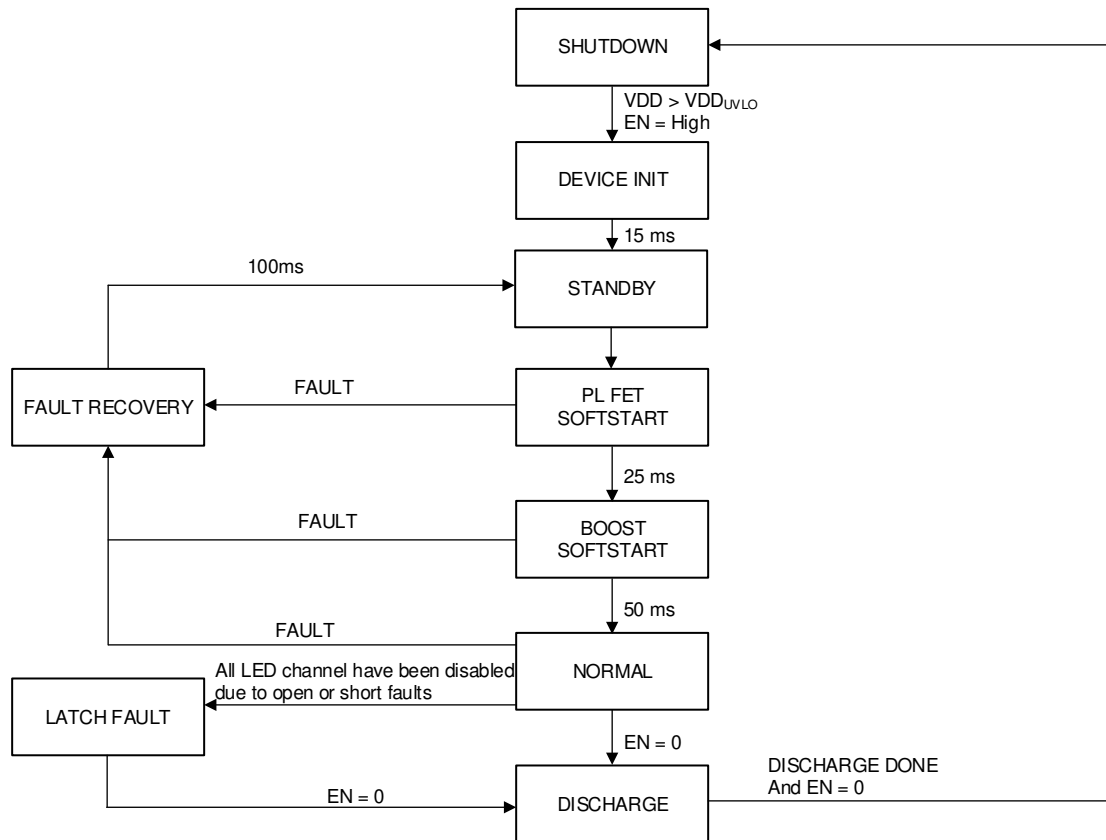 SHUTDOWN
VDD > VDDUVLO
EN = High
DEVICE INIT
15 ms
100ms
STANDBY
FAULT
FAULT RECOVERY
PL FET
SOFTSTART
25 ms
FAULT
BOOST
SOFTSTART
50 ms
FAULT
NORMAL
All LED channel have been disabled
due to open or short faults
LATCH FAULT
EN = 0
DISCHARGE DONE
And EN = 0
EN = 0
DISCHARGE